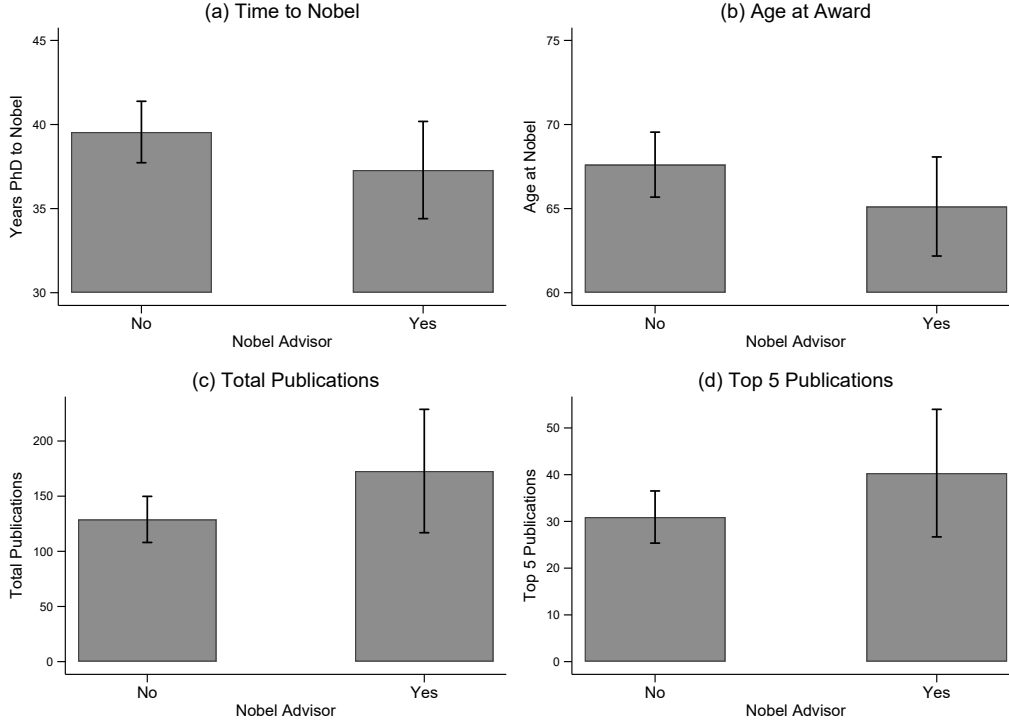 (a) Time to Nobel
Years PhD to Nobel
45
40
35
30
No
Yes
Nobel Advisor
(b) Age at Award
Age at Nobel
75
70
65
60
No
Yes
Nobel Advisor
(c) Total Publications
Total Publications
200
150
100
50
0
No
Yes
Nobel Advisor
(d) Top 5 Publications
Top 5 Publications
50
40
30
20
10
0
No
Yes
Nobel Advisor